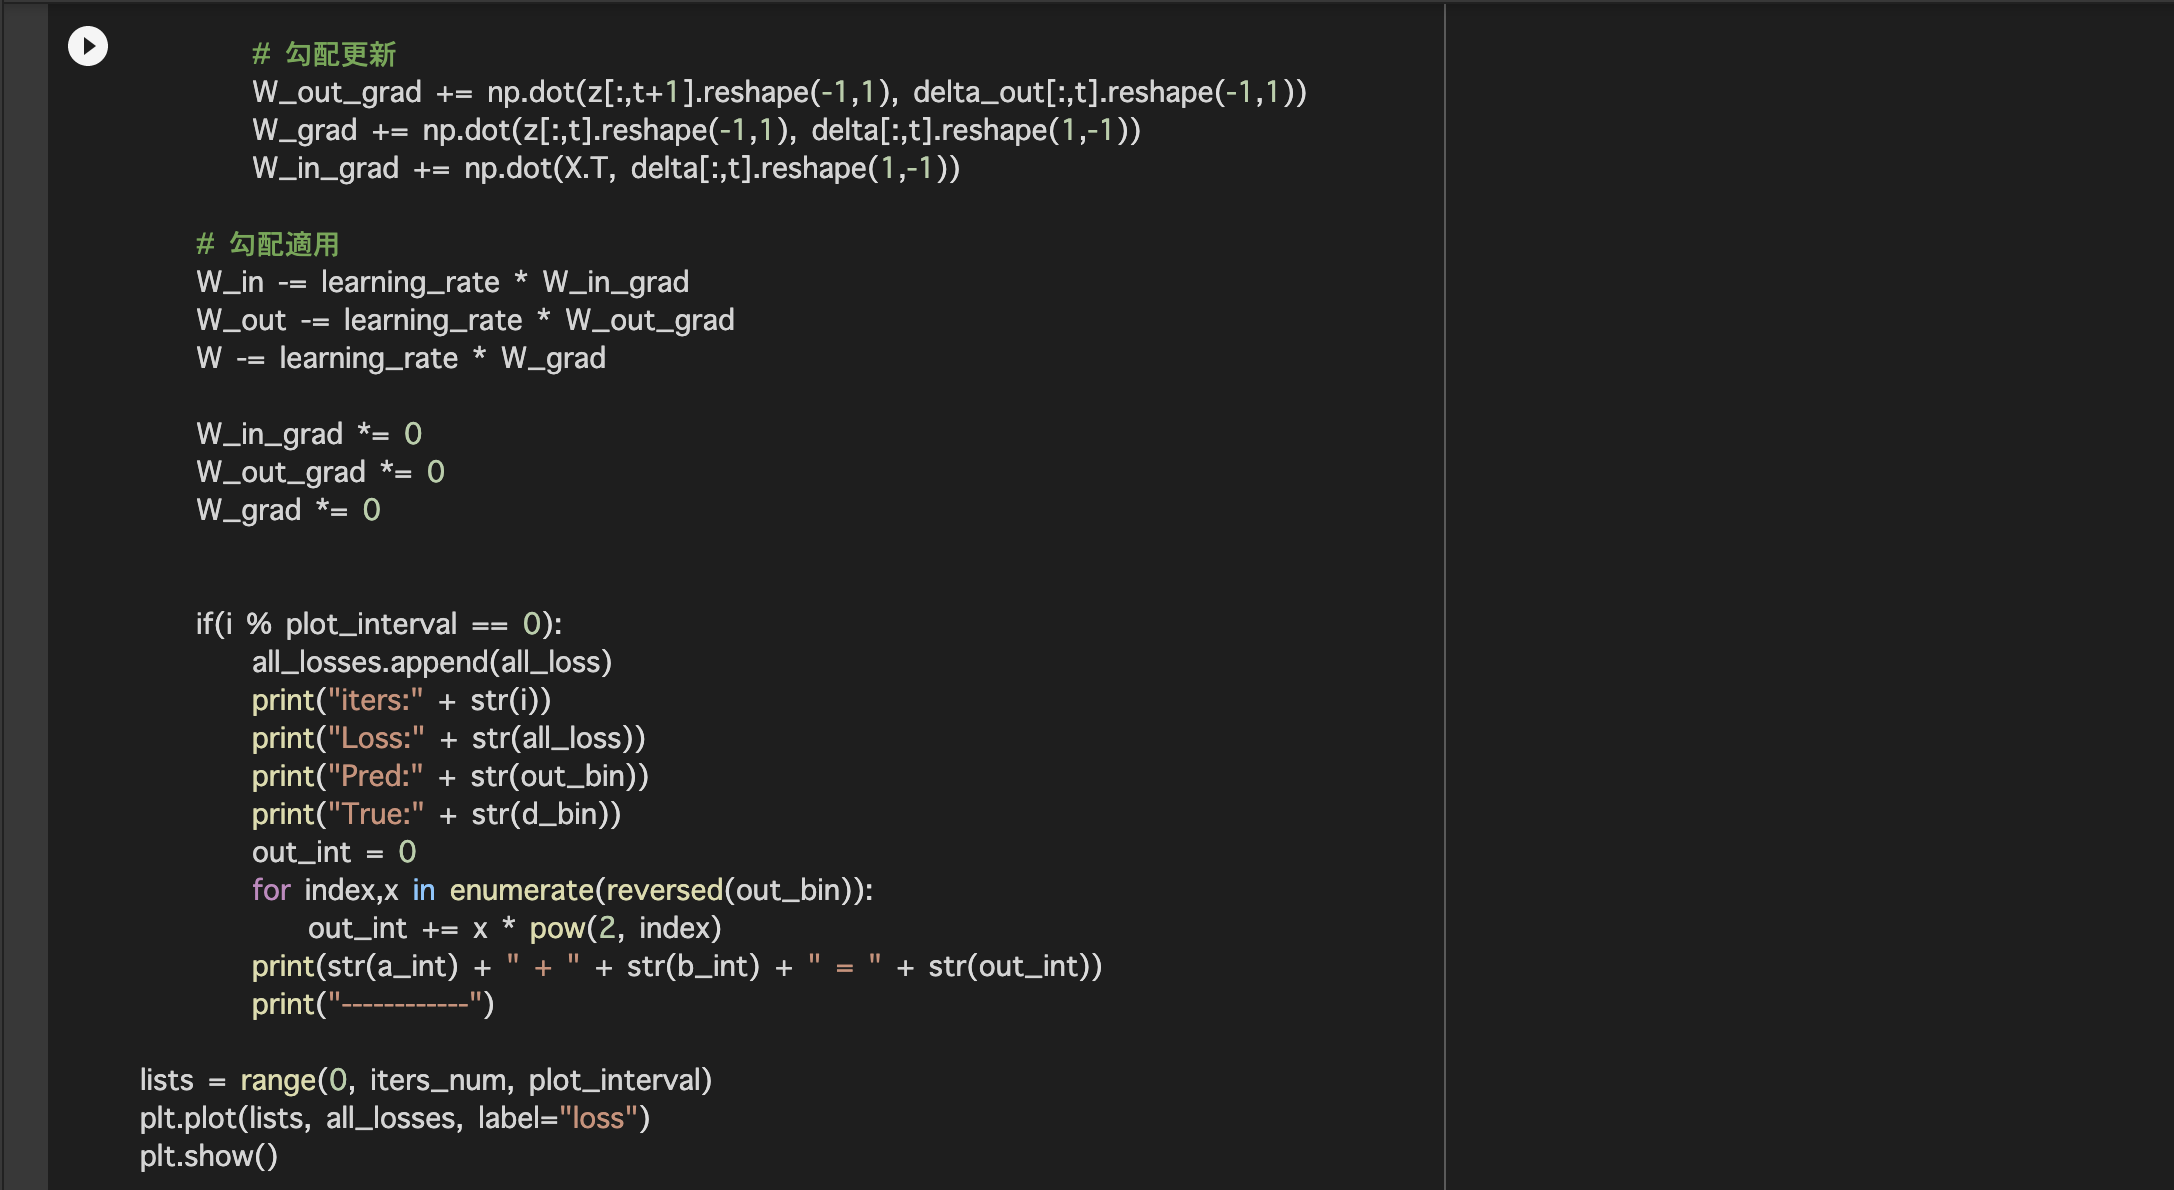 # 勾配更新
W_out_grad += np.dot(z[:,t+1].reshape(-1,1), delta_out[:,t].reshape(-1,1))
W_grad += np.dot(z[:,t].reshape(-1,1), delta[:,t].reshape(1,-1))
W_in_grad += np.dot(X.T, delta[:,t].reshape(1,-1))
# 勾配適用
W_in -= learning_rate * W_in_grad
W_out -= learning_rate * W_out_grad
W -= learning_rate * W_grad
W_in_grad *= 0
W_out_grad *= 0
W_grad *= 0
if(i % plot_interval == 0):
all_losses.append(all_loss)
print("iters:" + str(i))
print("Loss:" + str(all_loss))
print("Pred:" + str(out_bin))
print("True:" + str(d_bin))
out_int = 0
for index,x in enumerate(reversed(out_bin)):
out_int += x * pow(2, index)
print(str(a_int) + " + " + str(b_int) + " = " + str(out_int))
print("------------")
lists = range(0, iters_num, plot_interval)
plt.plot(lists, all_losses, label="loss")
plt.show()